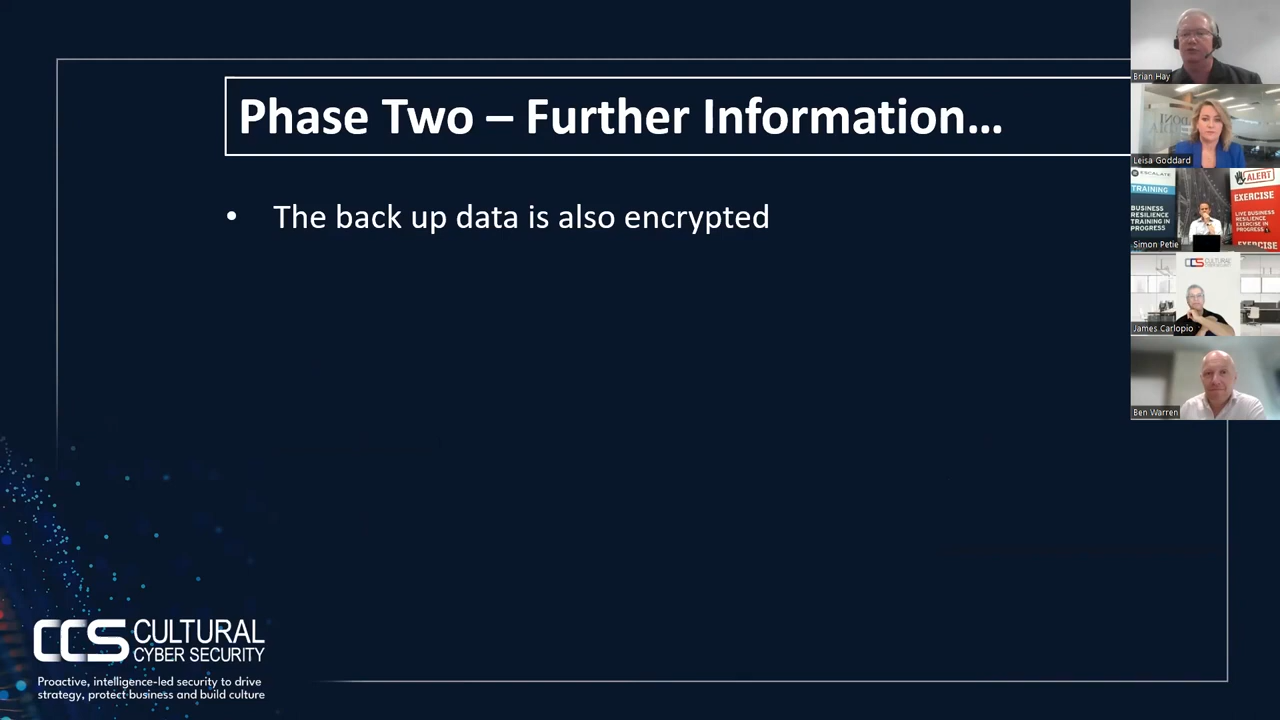 Phase Two – Further Information...
• The back up data is also encrypted
CCS CULTURAL
CYBER SECURITY
Proactive, intelligence-led security to drive
strategy, protect business and build culture
Brian Hay
Leisa Goddard
ESCALATE
TRAINING
BUSINESS
RESILIENCE
TRAINING IN
PROGRESS
ALERT
EXERCISE
LIVE BUSINESS
RESILIENCE
EXERCISE IN
PROGRESS
EXERCISE
Simon Petie
CCS CULTURAL
CYBER SECURITY
James Carlopio
Ben Warren